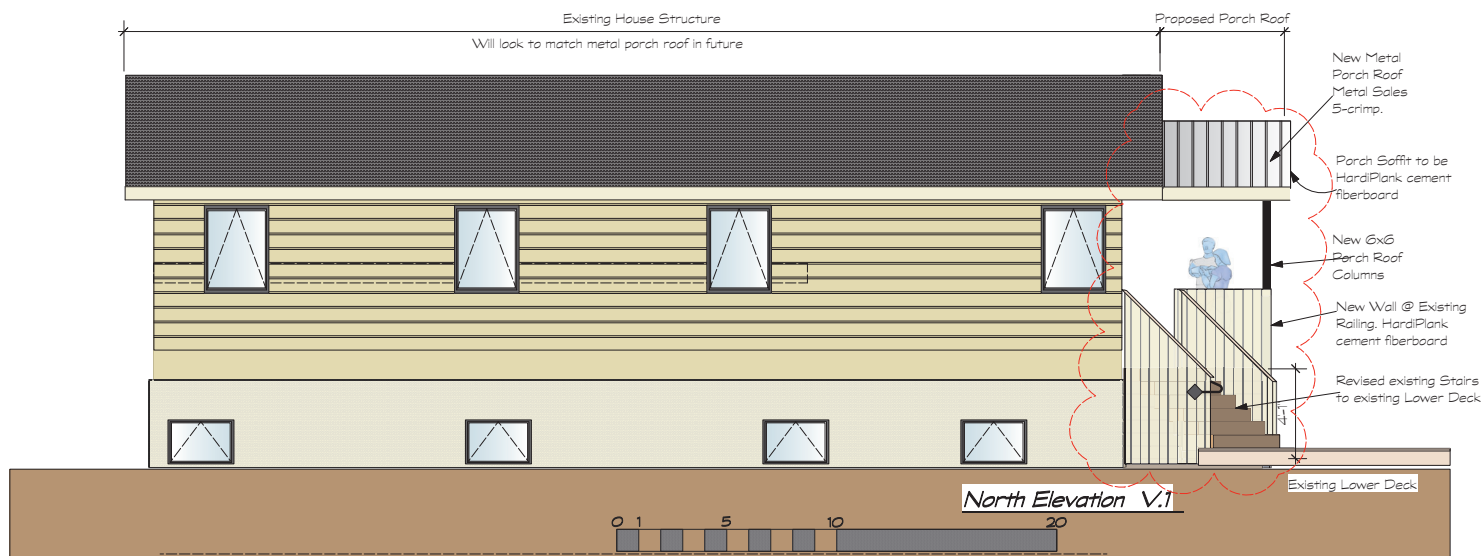 Existing House Structure
Proposed Porch Roof
Will look to match metal porch roof in future
New Metal
Porch Roof
Metal Sales
5-crimp.
Porch Soffit to be
HardiPlank cement
fiberboard
New 6x6
Porch Roof
Columns
New Wall @ Existing
Railing. HardiPlank
cement fiberboard
Revised existing Stairs
to existing Lower Deck
4'-1"
Existing Lower Deck
North Elevation V.1
0 1 5 10 20